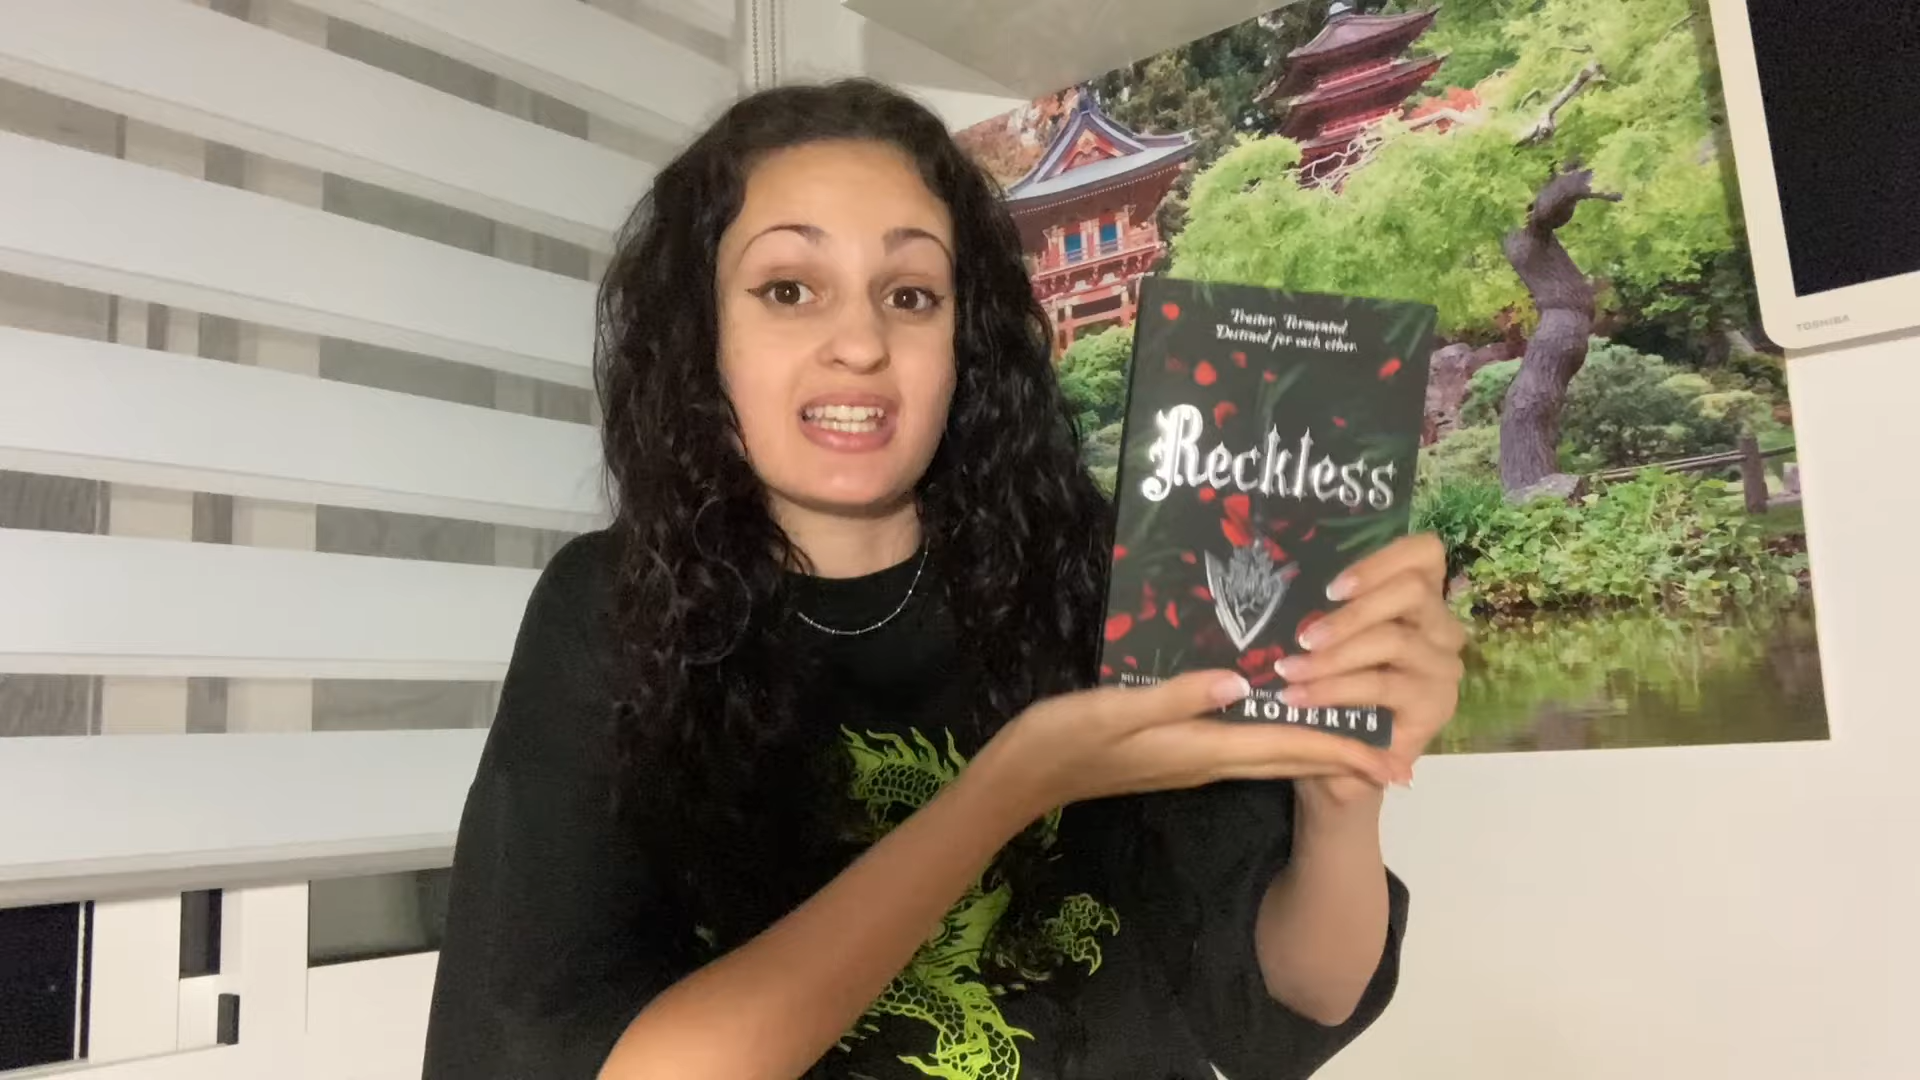 Traitor. Tormented.
Destined for each other.
Reckless
ROBERTS
TOSHIBA